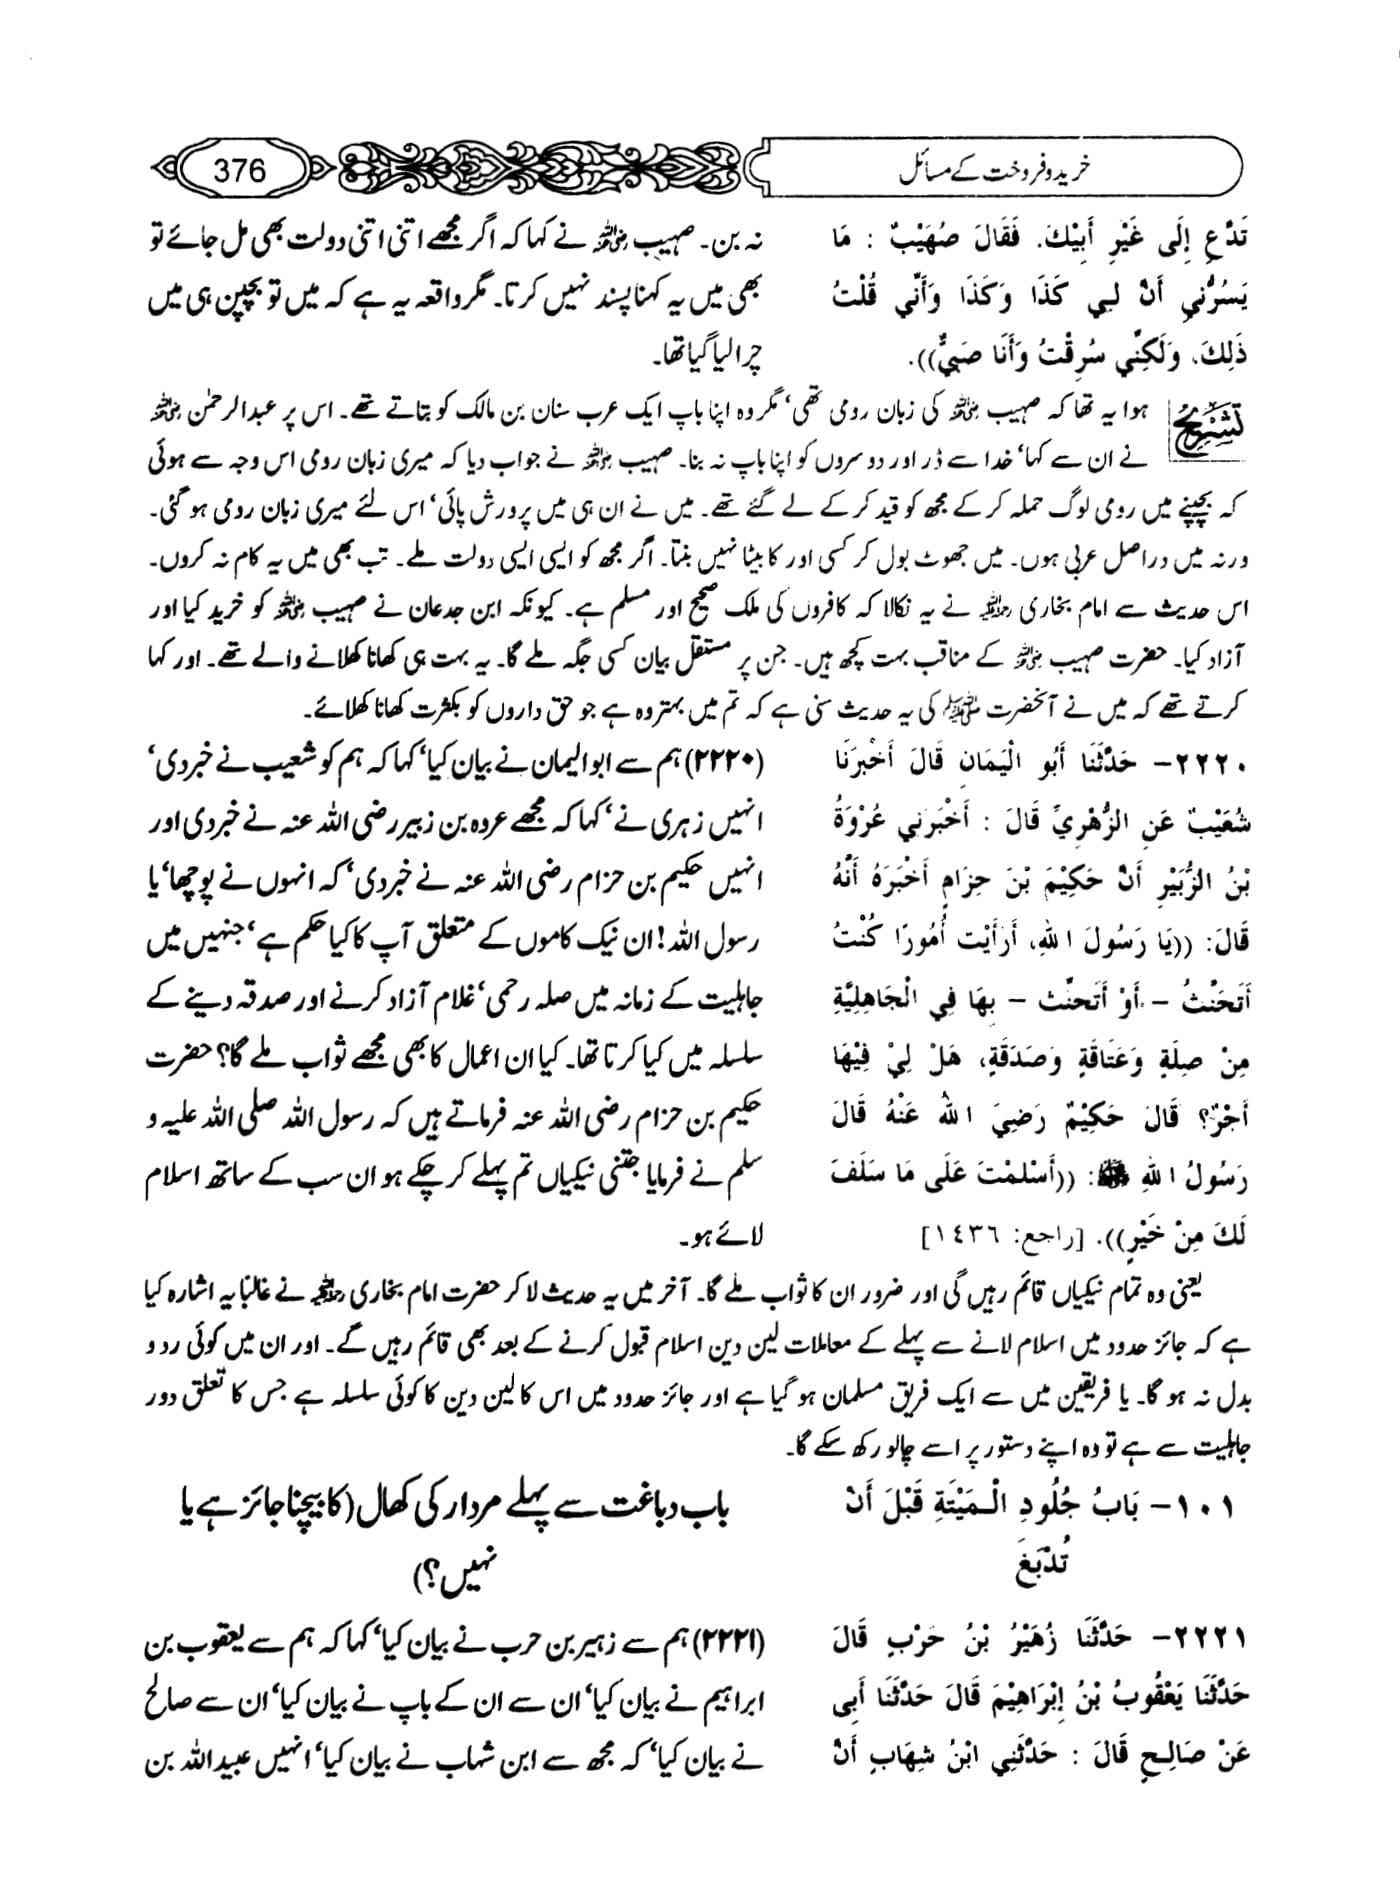 خرید و فروخت کے مسائل
376
تَدَّعِ إِلَى غَيْرِ أَبِيْكَ. فَقَالَ صُهَيْبٌ : مَا
يَسُرُّنِي أَنْ لِي كَذَا وَكَذَا وَأَنِّي قُلْتُ
ذَلِكَ، وَلَكِنِّي سُرِقْتُ وَأَنَا صَبِيٌّ)).
نہ بن۔ صہیب رضی اللہ عنہ نے کہا کہ اگر مجھے اتنی اتنی دولت بھی مل جائے تو
بھی میں یہ کہنا پسند نہیں کرتا۔ مگر واقعہ یہ ہے کہ میں تو بچپن ہی میں
چرا لیا گیا تھا۔
تشریح
ہوا یہ تھا کہ صہیب رضی اللہ عنہ کی زبان رومی تھی‘ مگر وہ اپنا باپ ایک عرب سنان بن مالک کو بتاتے تھے۔ اس پر عبدالرحمٰن رضی اللہ عنہ
نے ان سے کہا‘ خدا سے ڈر اور دوسروں کو اپنا باپ نہ بنا۔ صہیب رضی اللہ عنہ نے جواب دیا کہ میری زبان رومی اس وجہ سے ہوئی
کہ بچپنے میں رومی لوگ حملہ کر کے مجھ کو قید کر کے لے گئے تھے۔ میں نے ان ہی میں پرورش پائی‘ اس لئے میری زبان رومی ہو گئی۔
ورنہ میں دراصل عربی ہوں۔ میں جھوٹ بول کر کسی اور کا بیٹا نہیں بنتا۔ اگر مجھ کو ایسی ایسی دولت ملے۔ تب بھی میں یہ کام نہ کروں۔
اس حدیث سے امام بخاری رحمہ اللہ نے یہ نکالا کہ کافروں کی ملک صحیح اور مسلم ہے۔ کیونکہ ابن جدعان نے صہیب رضی اللہ عنہ کو خرید کیا اور
آزاد کیا۔ حضرت صہیب رضی اللہ عنہ کے مناقب بہت کچھ ہیں۔ جن پر مستقل بیان کسی جگہ ملے گا۔ یہ بہت ہی کھانا کھلانے والے تھے۔ اور کہا
کرتے تھے کہ میں نے آنحضرت ﷺ کی یہ حدیث سنی ہے کہ تم میں بہتر وہ ہے جو حق داروں کو بکثرت کھانا کھلائے۔
٢٢٢٠- حَدَّثَنَا أَبُو الْيَمَانِ قَالَ أَخْبَرَنَا
شُعَيْبٌ عَنِ الزُّهْرِيِّ قَالَ : أَخْبَرَنِي عُرْوَةُ
بْنُ الزُّبَيْرِ أَنَّ حَكِيْمَ بْنَ حِزَامٍ أَخْبَرَهُ أَنَّهُ
قَالَ: ((يَا رَسُولَ اللهِ، أَرَأَيْتَ أُمُورًا كُنْتُ
أَتَحَنَّثُ - أَوْ أَتَحَنَّت - بِهَا فِي الْجَاهِلِيَّةِ
مِنْ صِلَةٍ وَعَتَاقَةٍ وَصَدَقَةٍ، هَلْ لِيْ فِيْهَا
أَجْرٌ؟ قَالَ حَكِيْمٌ رَضِيَ اللهُ عَنْهُ قَالَ
رَسُولُ اللهِ ﷺ: ((أَسْلَمْتَ عَلَى مَا سَلَفَ
لَكَ مِنْ خَيْرٍ)). [راجع: ١٤٣٦]
(۲۲۲۰) ہم سے ابوالیمان نے بیان کیا‘ کہا کہ ہم کو شعیب نے خبر دی‘
انہیں زہری نے‘ کہا کہ مجھے عروہ بن زبیر رضی اللہ عنہ نے خبر دی اور
انہیں حکیم بن حزام رضی اللہ عنہ نے خبر دی‘ کہ انہوں نے پوچھا‘ یا
رسول اللہ! ان نیک کاموں کے متعلق آپ کا کیا حکم ہے‘ جنہیں میں
جاہلیت کے زمانہ میں صلہ رحمی‘ غلام آزاد کرنے اور صدقہ دینے کے
سلسلہ میں کیا کرتا تھا۔ کیا ان اعمال کا بھی مجھے ثواب ملے گا؟ حضرت
حکیم بن حزام رضی اللہ عنہ فرماتے ہیں کہ رسول اللہ صلی اللہ علیہ و
سلم نے فرمایا جتنی نیکیاں تم پہلے کر چکے ہو ان سب کے ساتھ اسلام
لائے ہو۔
یعنی وہ تمام نیکیاں قائم رہیں گی اور ضرور ان کا ثواب ملے گا۔ آخر میں یہ حدیث لا کر حضرت امام بخاری رحمہ اللہ نے غالبا یہ اشارہ کیا
ہے کہ جائز حدود میں اسلام لانے سے پہلے کے معاملات لین دین اسلام قبول کرنے کے بعد بھی قائم رہیں گے۔ اور ان میں کوئی رد و
بدل نہ ہو گا۔ یا فریقین میں سے ایک فریق مسلمان ہو گیا ہے اور جائز حدود میں اس کا لین دین کا کوئی سلسلہ ہے جس کا تعلق دور
جاہلیت سے ہے تو وہ اپنے دستور پر اسے چالو رکھ سکے گا۔
١٠١- بَابُ جُلُودِ الْمَيْتَةِ قَبْلَ أَنْ
تُدْبَغَ
باب دباغت سے پہلے مردار کی کھال (کا بیچنا جائز ہے یا
نہیں؟)
٢٢٢١- حَدَّثَنَا زُهَيْرُ بْنُ حَرْبٍ قَالَ
حَدَّثَنَا يَعْقُوبُ بْنُ إِبْرَاهِيْمَ قَالَ حَدَّثَنَا أَبِي
عَنْ صَالِحٍ قَالَ : حَدَّثَنِي ابْنُ شِهَابٍ أَنْ
(۲۲۲۱) ہم سے زہیر بن حرب نے بیان کیا‘ کہا کہ ہم سے یعقوب بن
ابراہیم نے بیان کیا‘ ان سے ان کے باپ نے بیان کیا‘ ان سے صالح
نے بیان کیا‘ کہ مجھ سے ابن شہاب نے بیان کیا‘ انہیں عبیداللہ بن